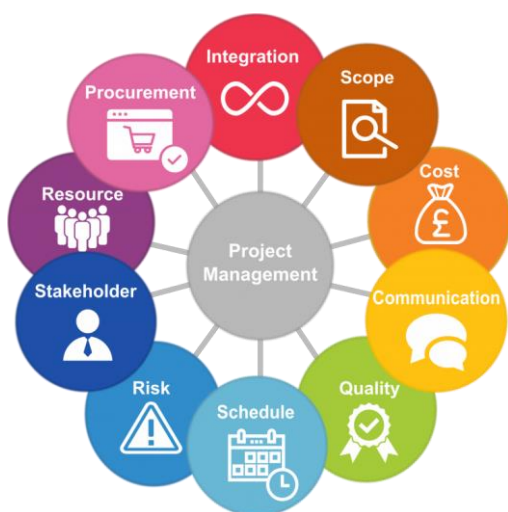 Integration
Scope
Procurement
Cost
Resource
Project
Management
Stakeholder
Communication
Risk
Quality
Schedule
£